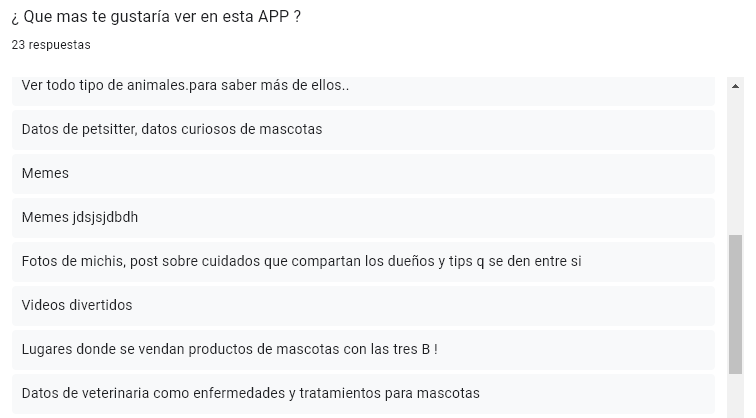 ¿ Que mas te gustaría ver en esta APP ?
23 respuestas
Ver todo tipo de animales.para saber más de ellos..
Datos de petsitter, datos curiosos de mascotas
Memes
Memes jdsjsjdbdh
Fotos de michis, post sobre cuidados que compartan los dueños y tips q se den entre si
Videos divertidos
Lugares donde se vendan productos de mascotas con las tres B !
Datos de veterinaria como enfermedades y tratamientos para mascotas